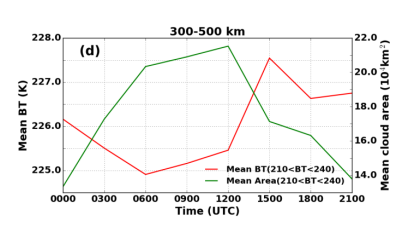 300-500 km
(d)
228.0
227.0
226.0
225.0
Mean BT (K)
22.0
20.0
18.0
16.0
14.0
Mean cloud area (10¹km²)
Mean BT(210<BT<240)
Mean Area(210<BT<240)
0000 0300 0600 0900 1200 1500 1800 2100
Time (UTC)